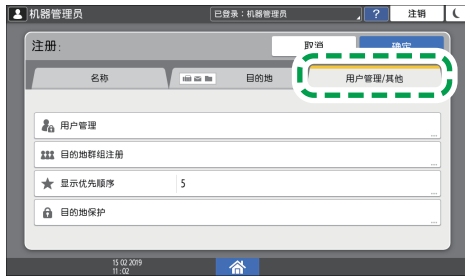 机器管理员
已登录：机器管理员
?
注销
注册:
取消
确定
名称
目的地
用户管理/其他
用户管理
目的地群组注册
显示优先顺序 5
目的地保护
15 02 2019
11 : 02